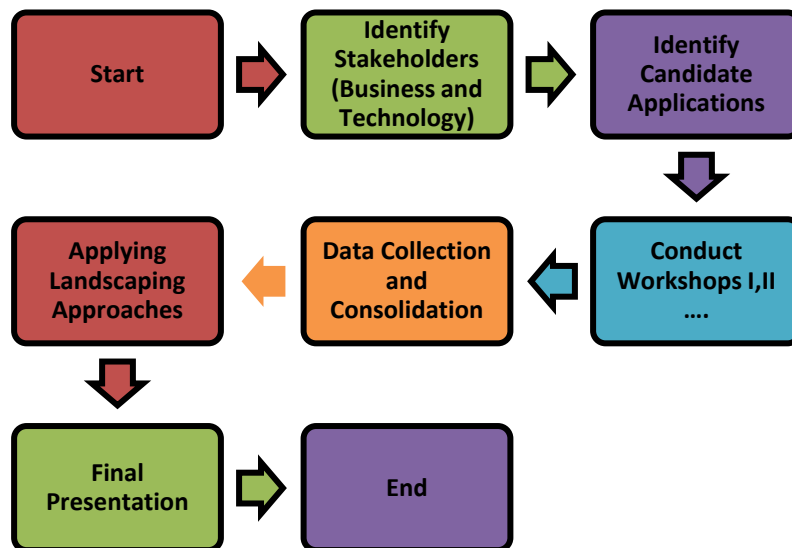 Start
Identify
Stakeholders
(Business and
Technology)
Identify
Candidate
Applications
Conduct
Workshops I,II
....
Data Collection
and
Consolidation
Applying
Landscaping
Approaches
Final
Presentation
End